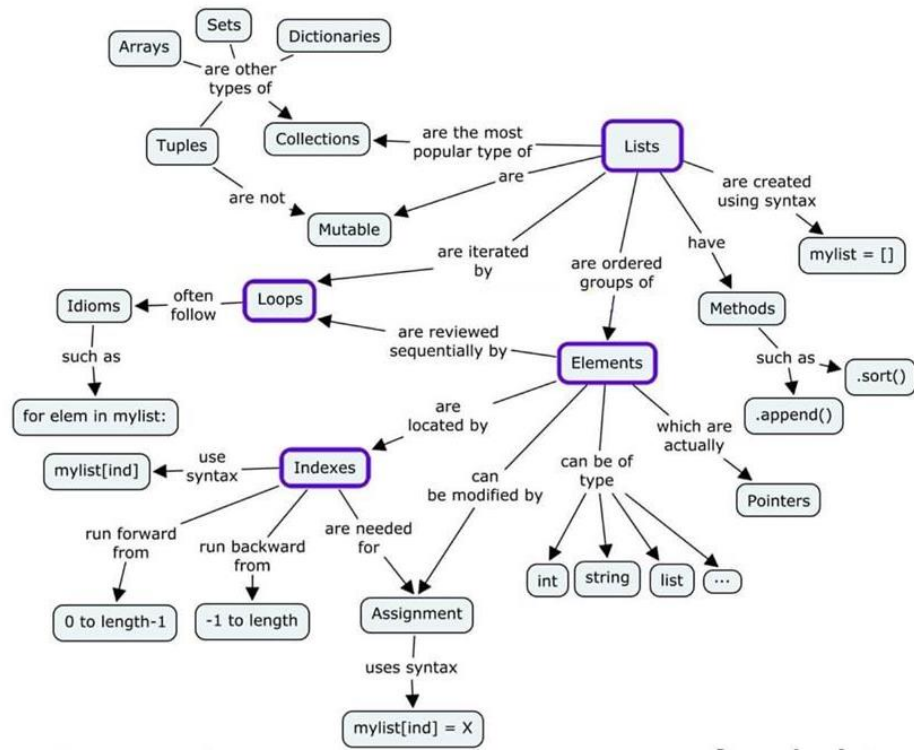 Sets
Arrays
Dictionaries
are other
types of
Tuples
Collections
are the most
popular type of
Lists
are
are not
Mutable
are created
using syntax
mylist = []
are iterated
by
are ordered
groups of
have
Idioms
often
follow
Loops
Methods
such as
are reviewed
sequentially by
Elements
such as
.sort()
.append()
for elem in mylist:
are
located by
which are
actually
mylist[ind]
use
syntax
Indexes
can
be modified by
can be of
type
Pointers
run forward
from
run backward
from
are needed
for
int
string
list
...
0 to length-1
-1 to length
Assignment
uses syntax
mylist[ind] = X